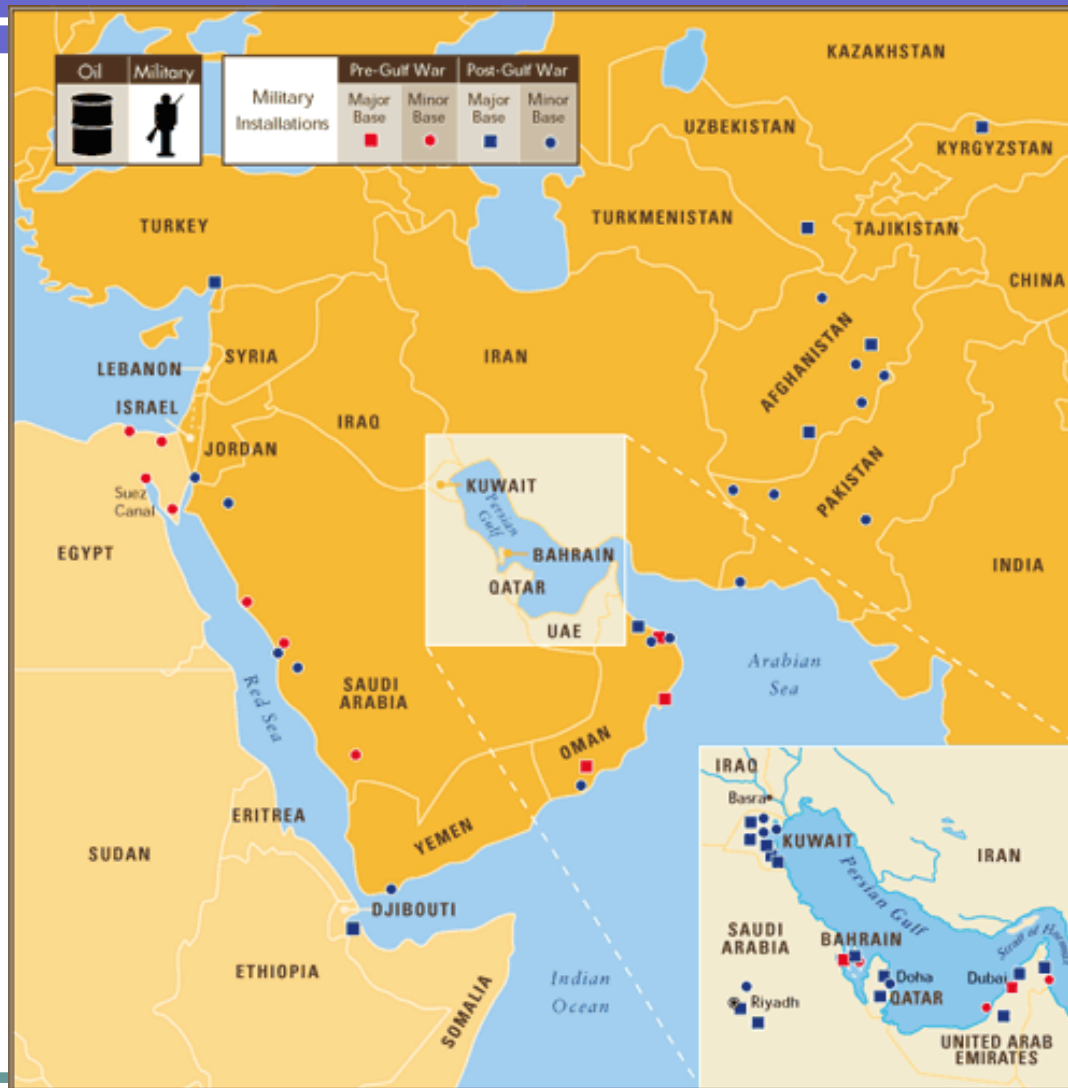 Oil
Military
Military
Installations
Pre-Gulf War
Post-Gulf War
Major
Base
Minor
Base
Major
Base
Minor
Base
KAZAKHSTAN
UZBEKISTAN
KYRGYZSTAN
TURKEY
TURKMENISTAN
TAJIKISTAN
CHINA
LEBANON
SYRIA
IRAN
AFGHANISTAN
ISRAEL
IRAQ
JORDAN
Suez
Canal
KUWAIT
Persian
Gulf
PAKISTAN
EGYPT
BAHRAIN
QATAR
INDIA
UAE
Arabian
Sea
Red Sea
SAUDI
ARABIA
OMAN
ERITREA
YEMEN
SUDAN
DJIBOUTI
ETHIOPIA
SOMALIA
Indian
Ocean
IRAQ
Basra
KUWAIT
IRAN
Persian Gulf
SAUDI
ARABIA
BAHRAIN
Strait of Hormuz
Doha
Dubai
QATAR
Riyadh
UNITED ARAB
EMIRATES